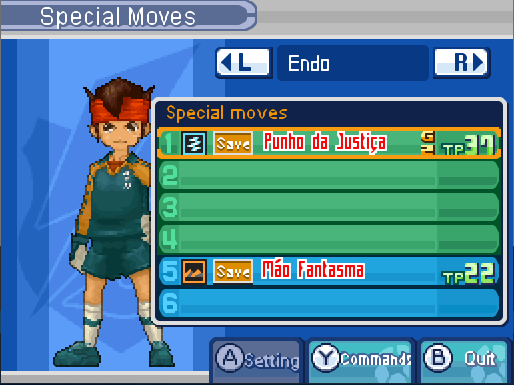 Special Moves
L Endo R
Special moves
1 Save Punho da Justiça TP37
2
3
4
5 Save Mão Fantasma TP22
6
A Setting Y Commands B Quit